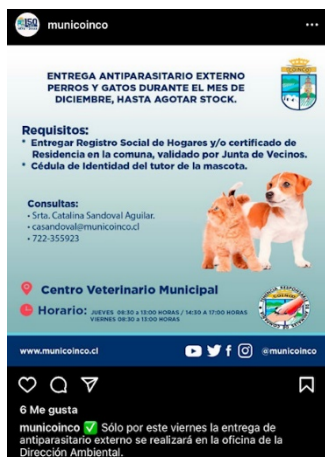 municoinco
ENTREGA ANTIPARASITARIO EXTERNO
PERROS Y GATOS DURANTE EL MES DE
DICIEMBRE, HASTA AGOTAR STOCK.
Requisitos:
* Entregar Registro Social de Hogares y/o certificado de
Residencia en la comuna, validado por Junta de Vecinos.
* Cédula de Identidad del tutor de la mascota.
Consultas:
• Srta. Catalina Sandoval Aguilar.
• casandoval@municoinco.cl
• 722-355923
Centro Veterinario Municipal
Horario: JUEVES 08:30 a 13:00 HORAS / 14:30 A 17:00 HORAS
VIERNES 08:30 a 13:00 HORAS
www.municoinco.cl
@municoinco
6 Me gusta
municoinco ✅ Sólo por este viernes la entrega de
antiparasitario externo se realizará en la oficina de la
Dirección Ambiental.